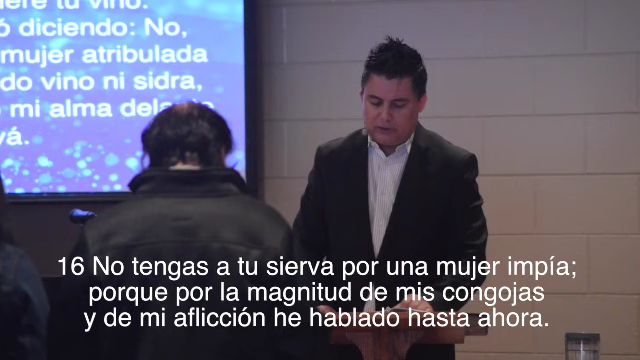 ere tu vino.
ó diciendo: No,
mujer atribulada
do vino ni sidra,
mi alma
vá.
16 No tengas a tu sierva por una mujer impía;
porque por la magnitud de mis congojas
y de mi aflicción he hablado hasta ahora.